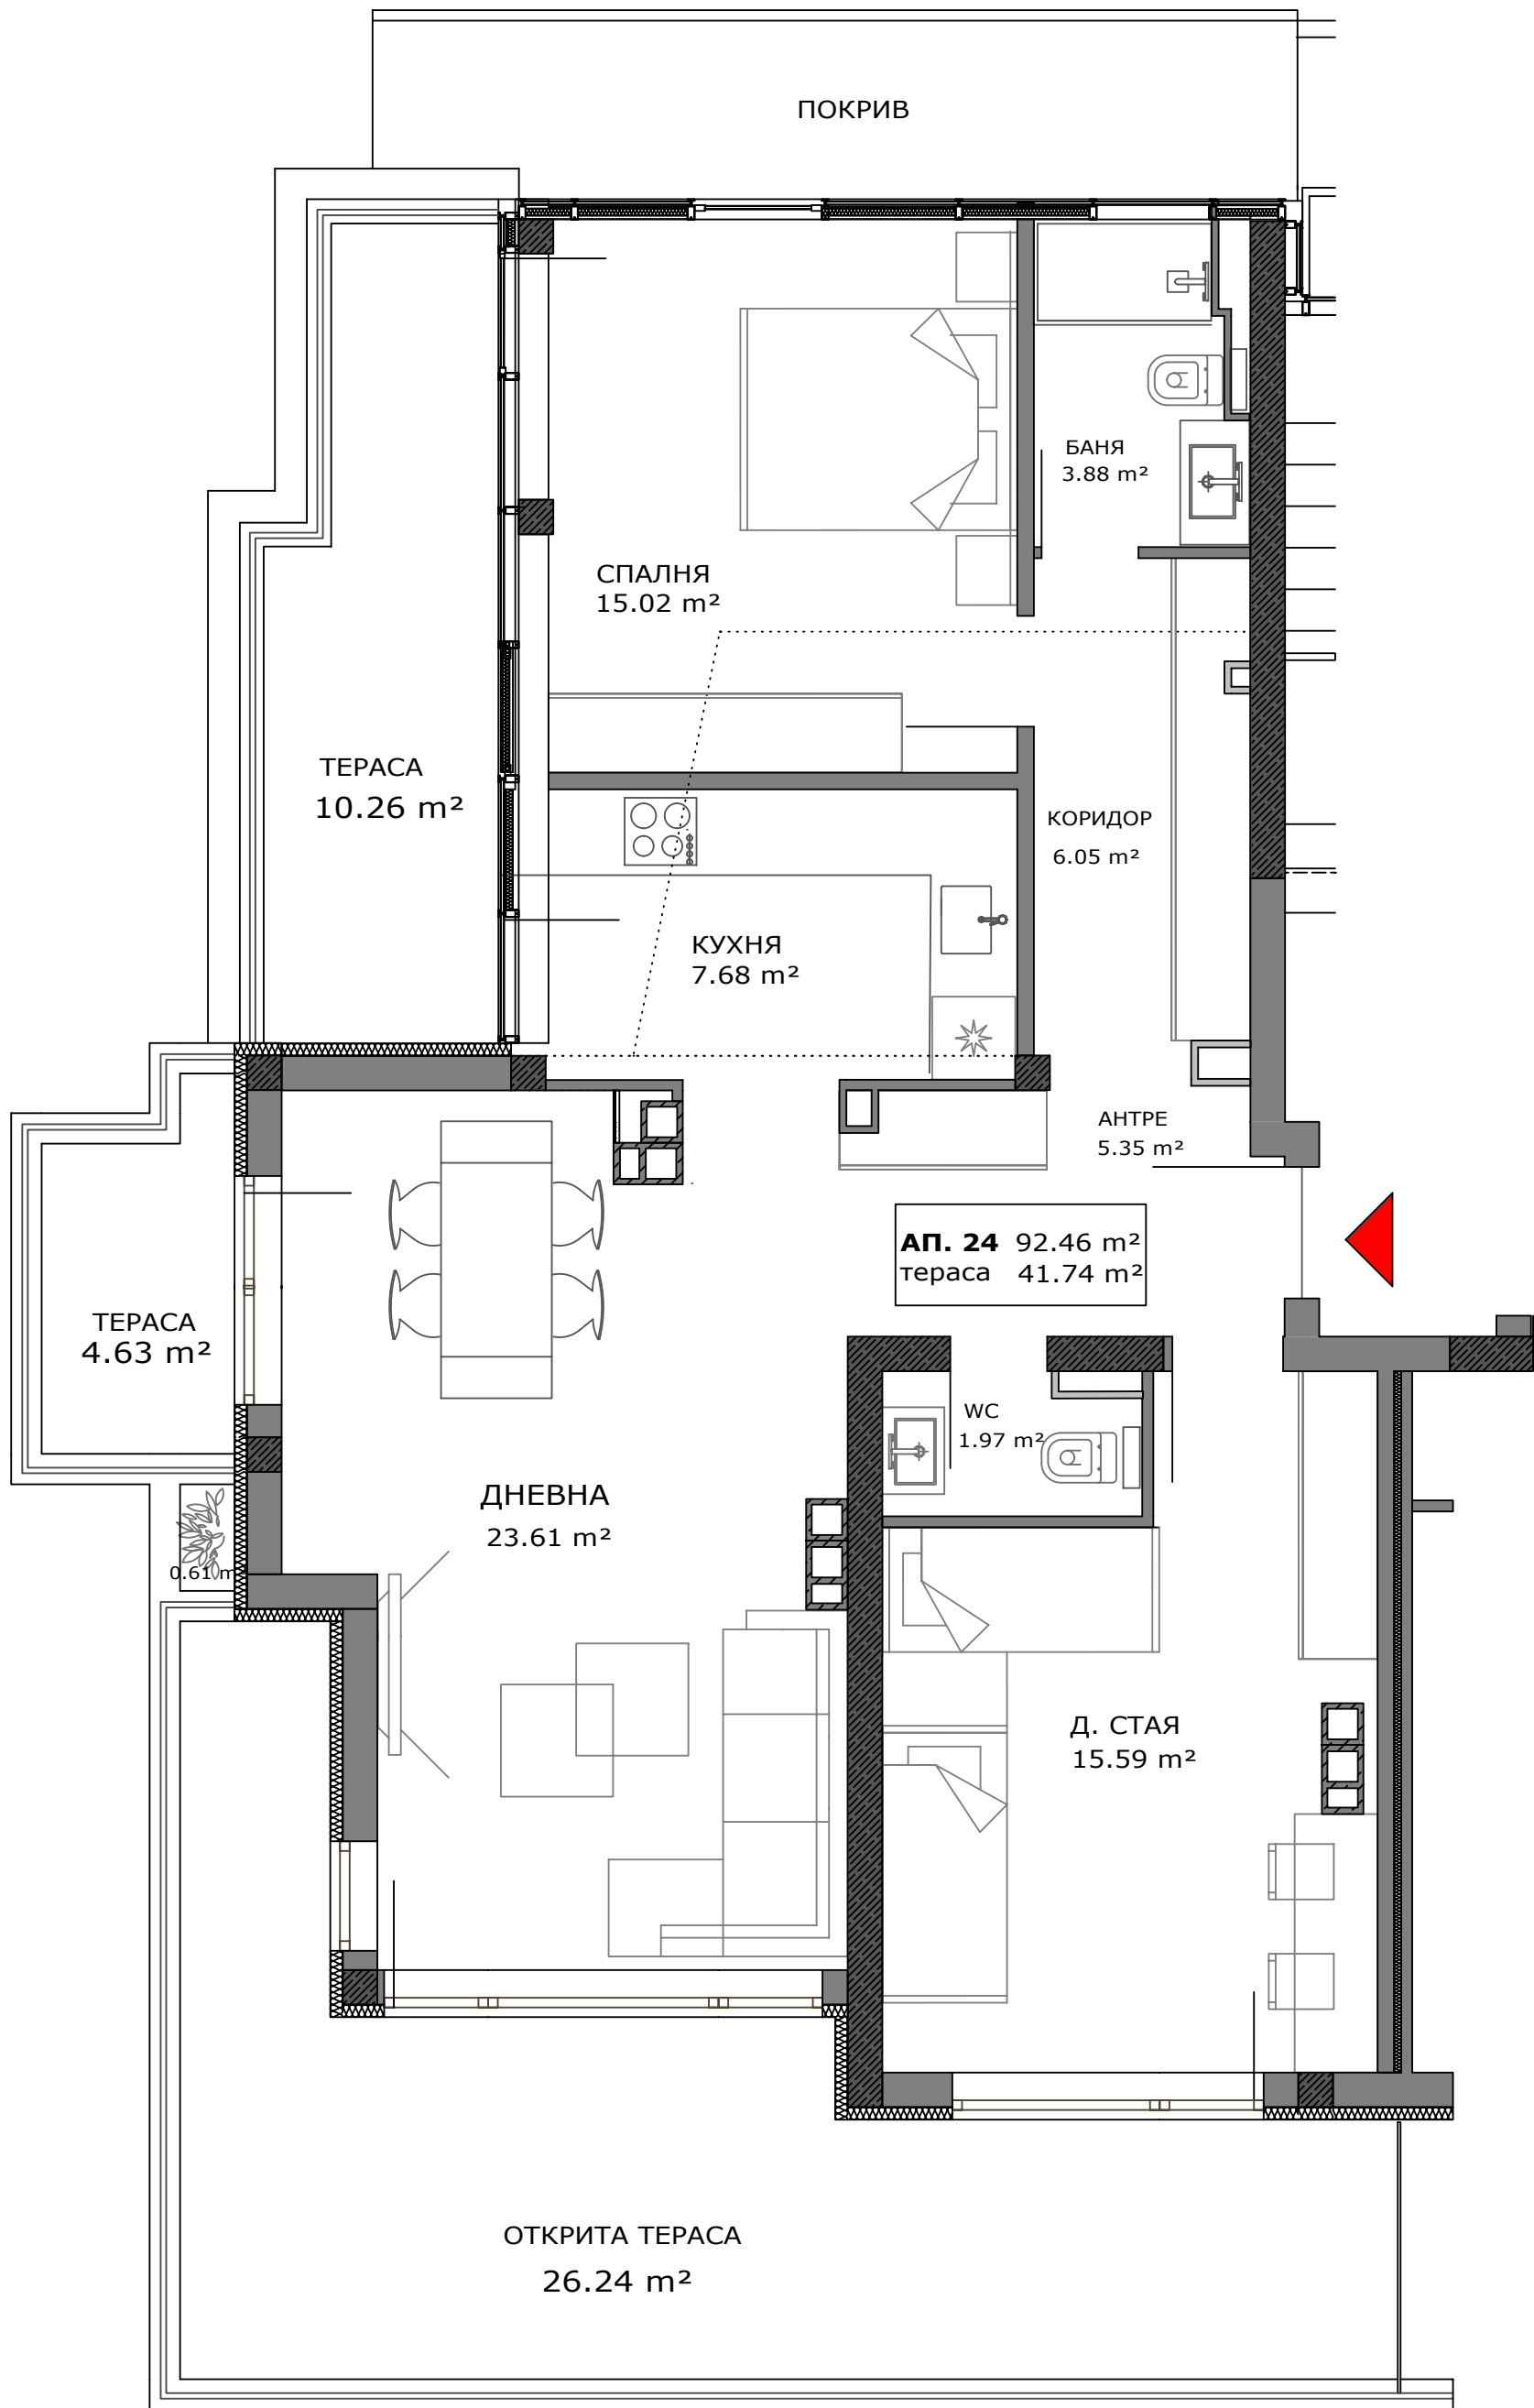 ПОКРИВ
БАНЯ
3.88 m²
СПАЛНЯ
15.02 m²
ТЕРАСА
10.26 m²
КОРИДОР
6.05 m²
КУХНЯ
7.68 m²
АНТРЕ
5.35 m²
АП. 24 92.46 m²
тераса 41.74 m²
ТЕРАСА
4.63 m²
WC
1.97 m²
ДНЕВНА
23.61 m²
0.61 m
Д. СТАЯ
15.59 m²
ОТКРИТА ТЕРАСА
26.24 m²